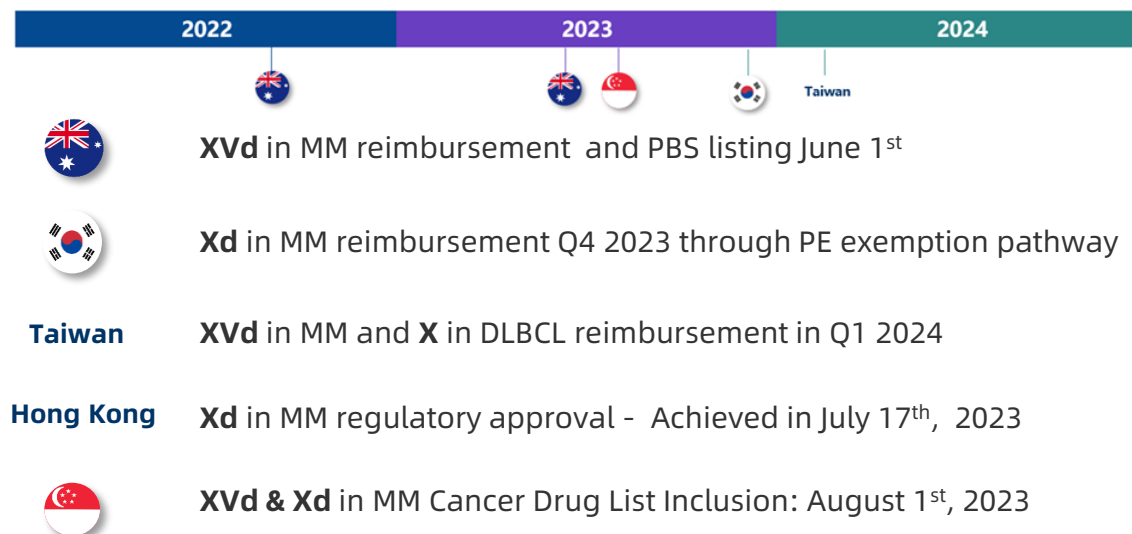 2022 2023 2024
Taiwan
XVd in MM reimbursement and PBS listing June 1st
Xd in MM reimbursement Q4 2023 through PE exemption pathway
Taiwan XVd in MM and X in DLBCL reimbursement in Q1 2024
Hong Kong Xd in MM regulatory approval - Achieved in July 17th, 2023
XVd & Xd in MM Cancer Drug List Inclusion: August 1st, 2023